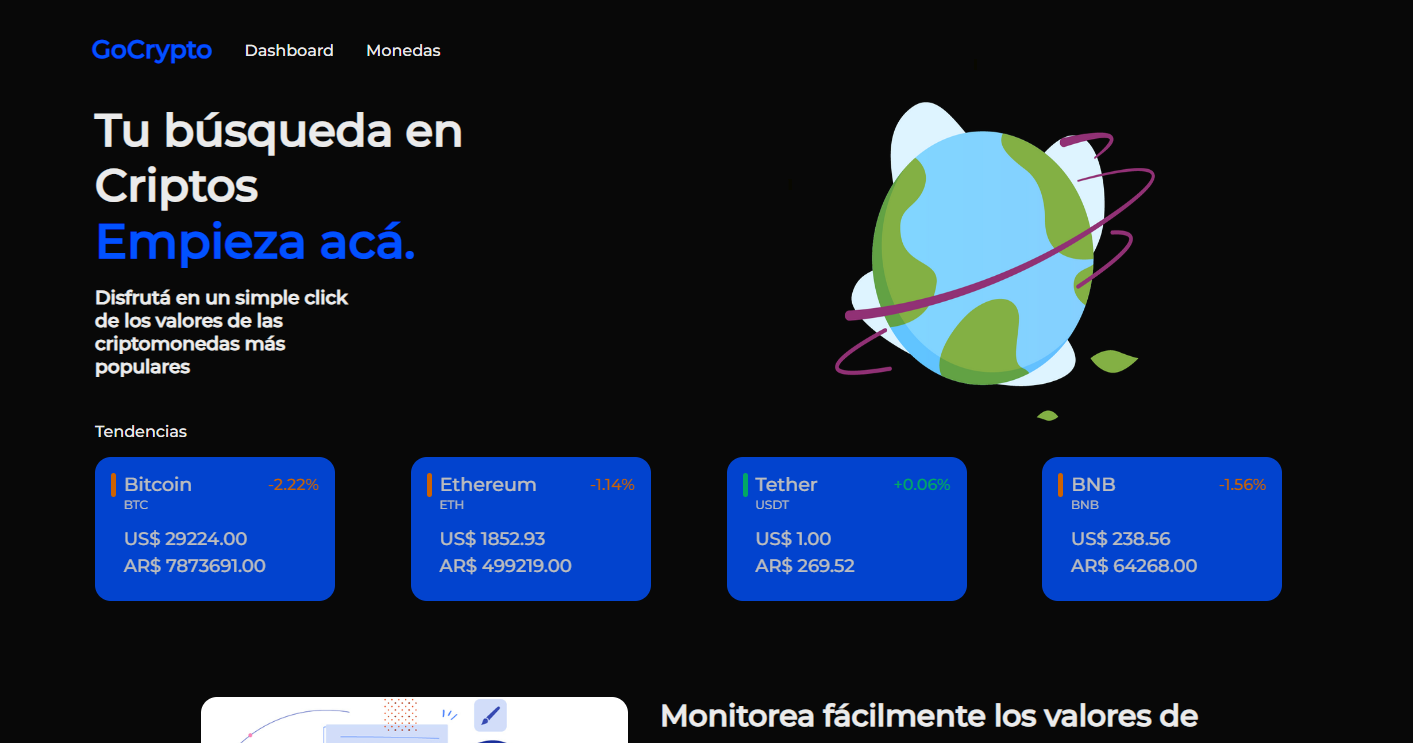 GoCrypto Dashboard Monedas
Tu búsqueda en
Criptos
Empieza acá.
Disfrutá en un simple click
de los valores de las
criptomonedas más
populares
Tendencias
Bitcoin -2.22%
BTC
US$ 29224.00
AR$ 7873691.00
Ethereum -1.14%
ETH
US$ 1852.93
AR$ 499219.00
Tether +0.06%
USDT
US$ 1.00
AR$ 269.52
BNB -1.56%
BNB
US$ 238.56
AR$ 64268.00
Monitorea fácilmente los valores de